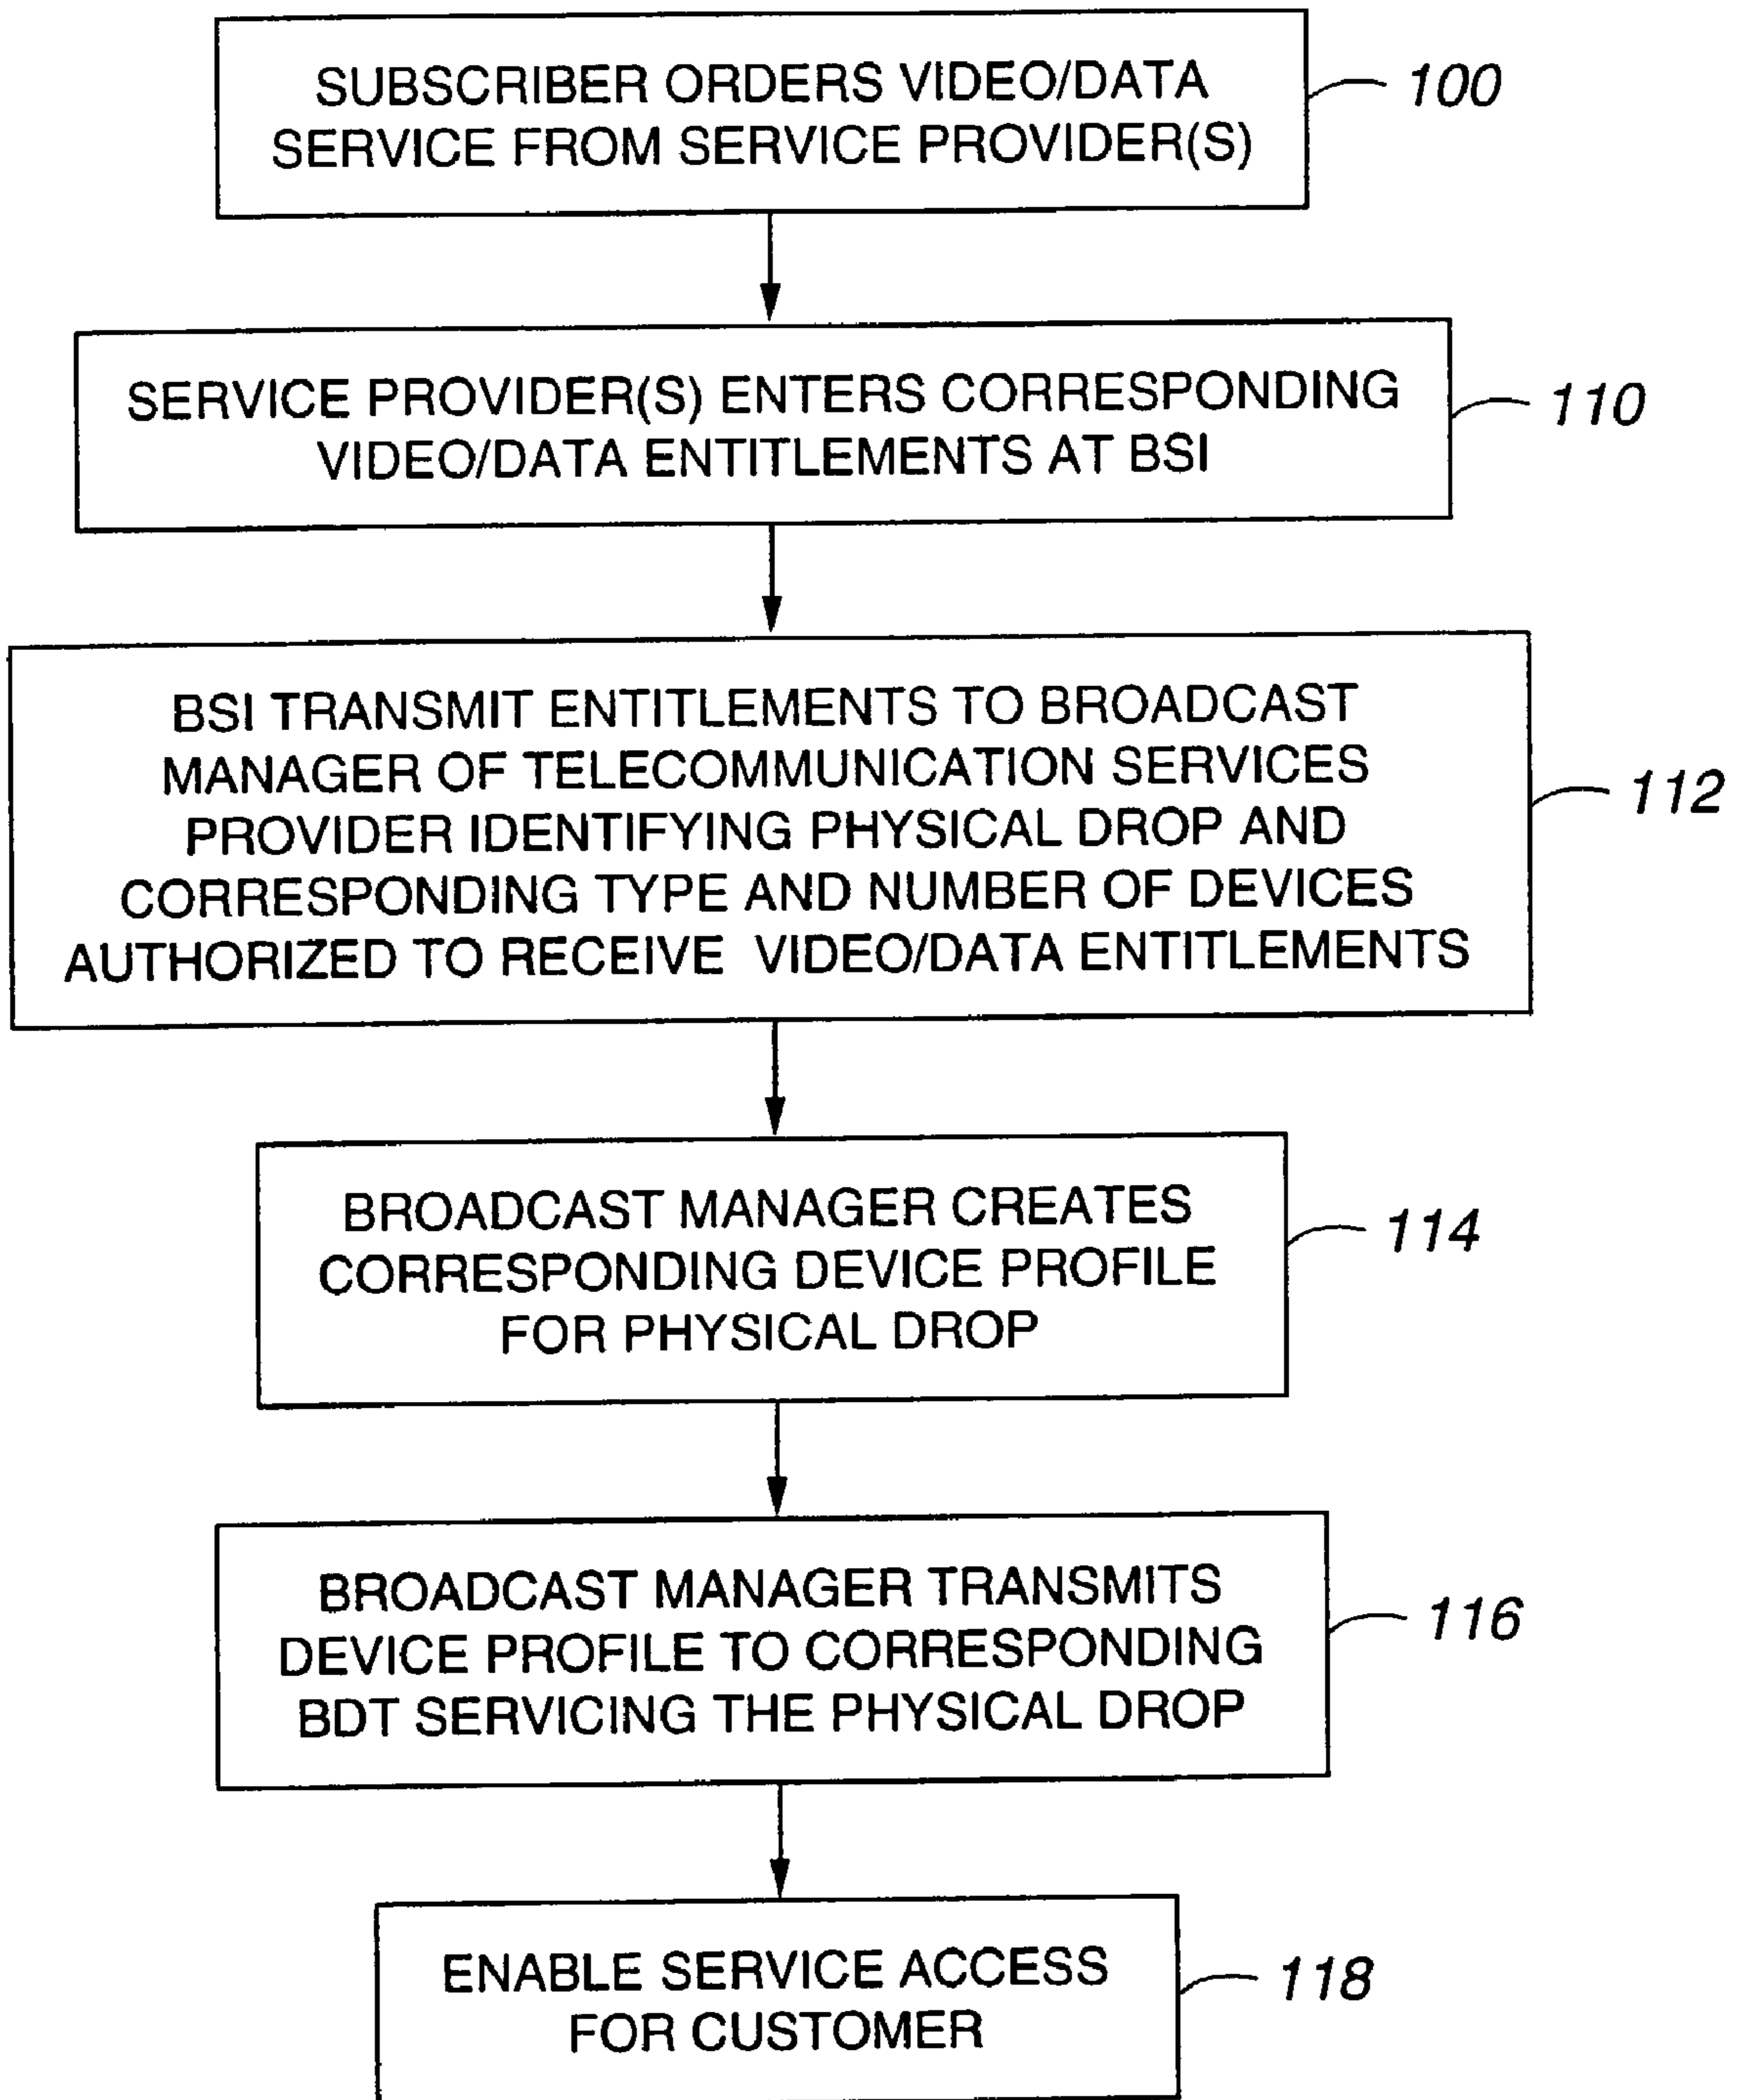 SUBSCRIBER ORDERS VIDEO/DATA
SERVICE FROM SERVICE PROVIDER(S)
100
SERVICE PROVIDER(S) ENTERS CORRESPONDING
VIDEO/DATA ENTITLEMENTS AT BSI
110
BSI TRANSMIT ENTITLEMENTS TO BROADCAST
MANAGER OF TELECOMMUNICATION SERVICES
PROVIDER IDENTIFYING PHYSICAL DROP AND
CORRESPONDING TYPE AND NUMBER OF DEVICES
AUTHORIZED TO RECEIVE VIDEO/DATA ENTITLEMENTS
112
BROADCAST MANAGER CREATES
CORRESPONDING DEVICE PROFILE
FOR PHYSICAL DROP
114
BROADCAST MANAGER TRANSMITS
DEVICE PROFILE TO CORRESPONDING
BDT SERVICING THE PHYSICAL DROP
116
ENABLE SERVICE ACCESS
FOR CUSTOMER
118